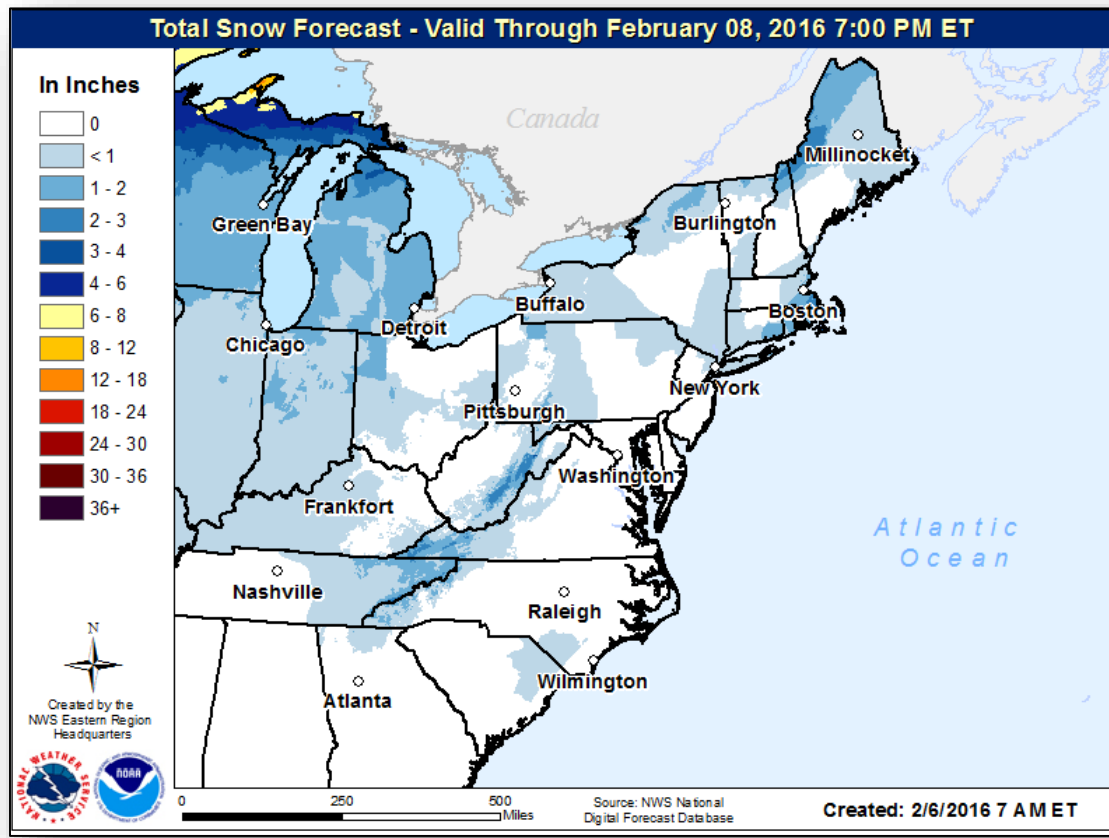 Total Snow Forecast - Valid Through February 08, 2016 7:00 PM ET
In Inches
0
< 1
1 - 2
2 - 3
3 - 4
4 - 6
6 - 8
8 - 12
12 - 18
18 - 24
24 - 30
30 - 36
36+
Canada
Millinocket
Green Bay
Burlington
Buffalo
Boston
Detroit
Chicago
New York
Pittsburgh
Washington
Frankfort
Atlantic
Ocean
Nashville
Raleigh
Wilmington
Atlanta
N
Created by the
NWS Eastern Region
Headquarters
NATIONAL WEATHER SERVICE
NOAA
0 250 500
Miles
Source: NWS National
Digital Forecast Database
Created: 2/6/2016 7 AM ET